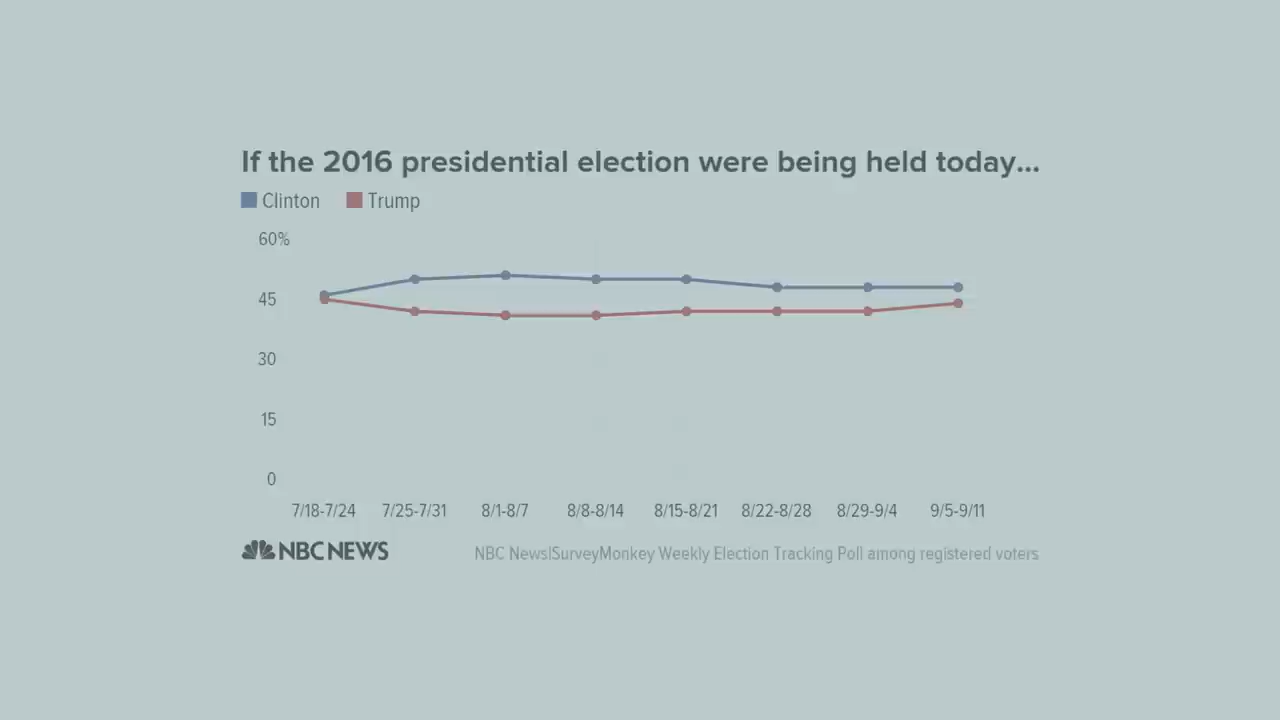 If the 2016 presidential election were being held today...
Clinton Trump
60%
45
30
15
0
7/18-7/24 7/25-7/31 8/1-8/7 8/8-8/14 8/15-8/21 8/22-8/28 8/29-9/4 9/5-9/11
NBC NEWS NBC News|SurveyMonkey Weekly Election Tracking Poll among registered voters